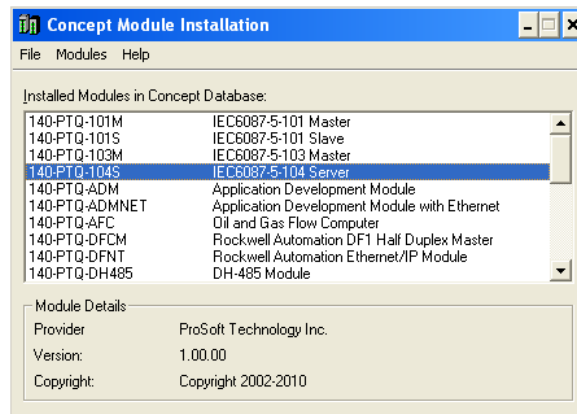 Concept Module Installation
File Modules Help
Installed Modules in Concept Database:
140-PTQ-101M IEC6087-5-101 Master
140-PTQ-101S IEC6087-5-101 Slave
140-PTQ-103M IEC6087-5-103 Master
140-PTQ-104S IEC6087-5-104 Server
140-PTQ-ADM Application Development Module
140-PTQ-ADMNET Application Development Module with Ethernet
140-PTQ-AFC Oil and Gas Flow Computer
140-PTQ-DFCM Rockwell Automation DF1 Half Duplex Master
140-PTQ-DFNT Rockwell Automation Ethernet/IP Module
140-PTQ-DH485 DH-485 Module
Module Details
Provider ProSoft Technology Inc.
Version: 1.00.00
Copyright: Copyright 2002-2010